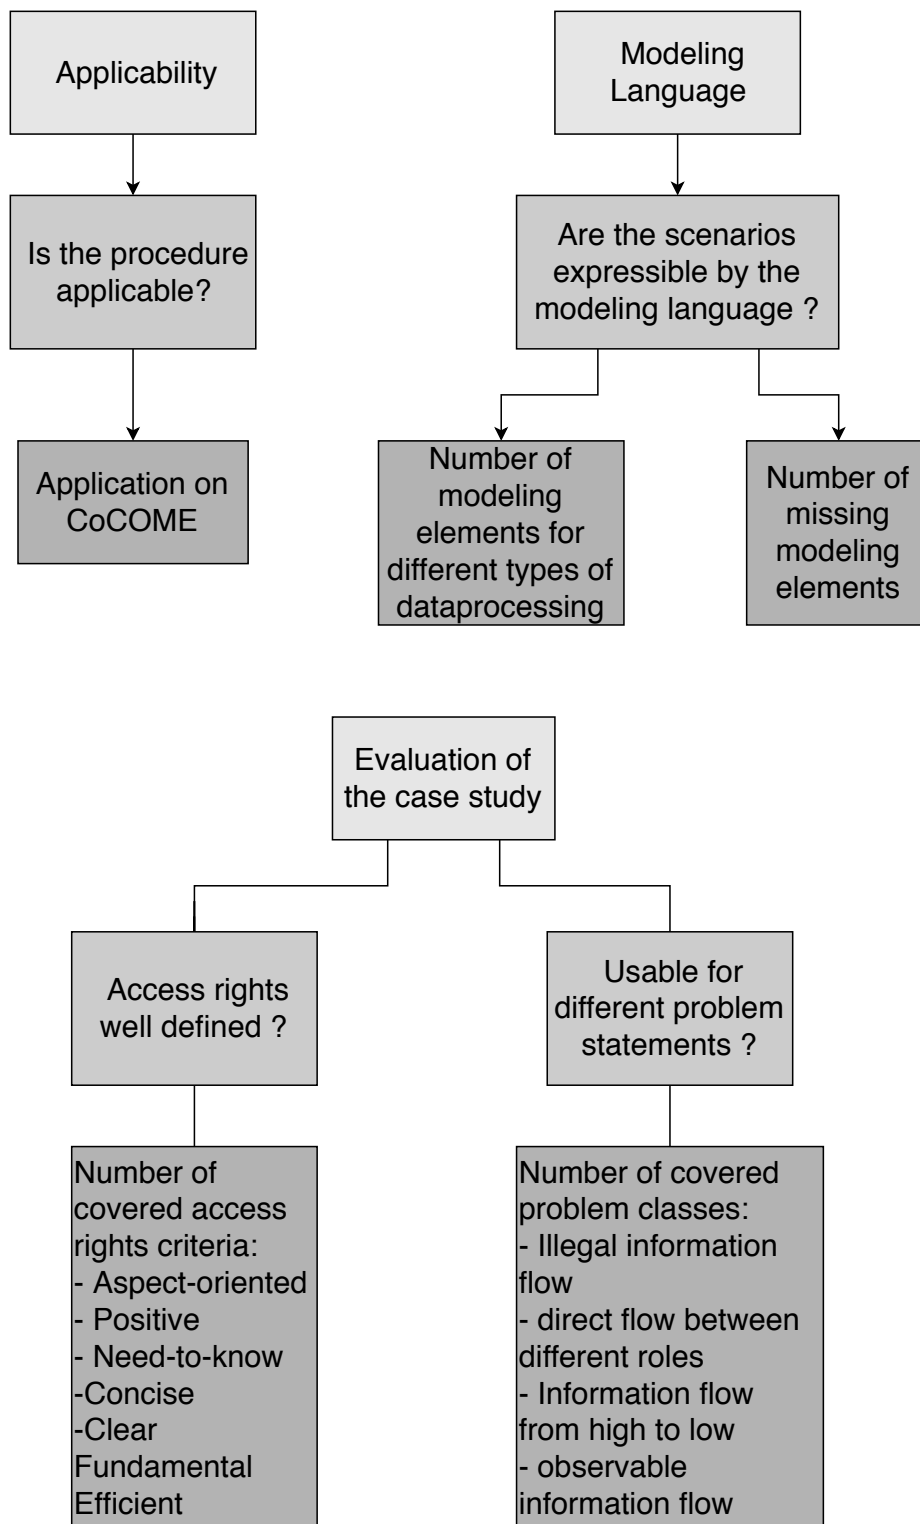 Applicability
Modeling
Language
Is the procedure
applicable?
Are the scenarios
expressible by the
modeling language ?
Application on
CoCOME
Number of
modeling
elements for
different types of
dataprocessing
Number of
missing
modeling
elements
Evaluation of
the case study
Access rights
well defined ?
Usable for
different problem
statements ?
Number of
covered access
rights criteria:
- Aspect-oriented
- Positive
- Need-to-know
-Concise
-Clear
Fundamental
Efficient
Number of covered
problem classes:
- Illegal information
flow
- direct flow between
different roles
- Information flow
from high to low
- observable
information flow